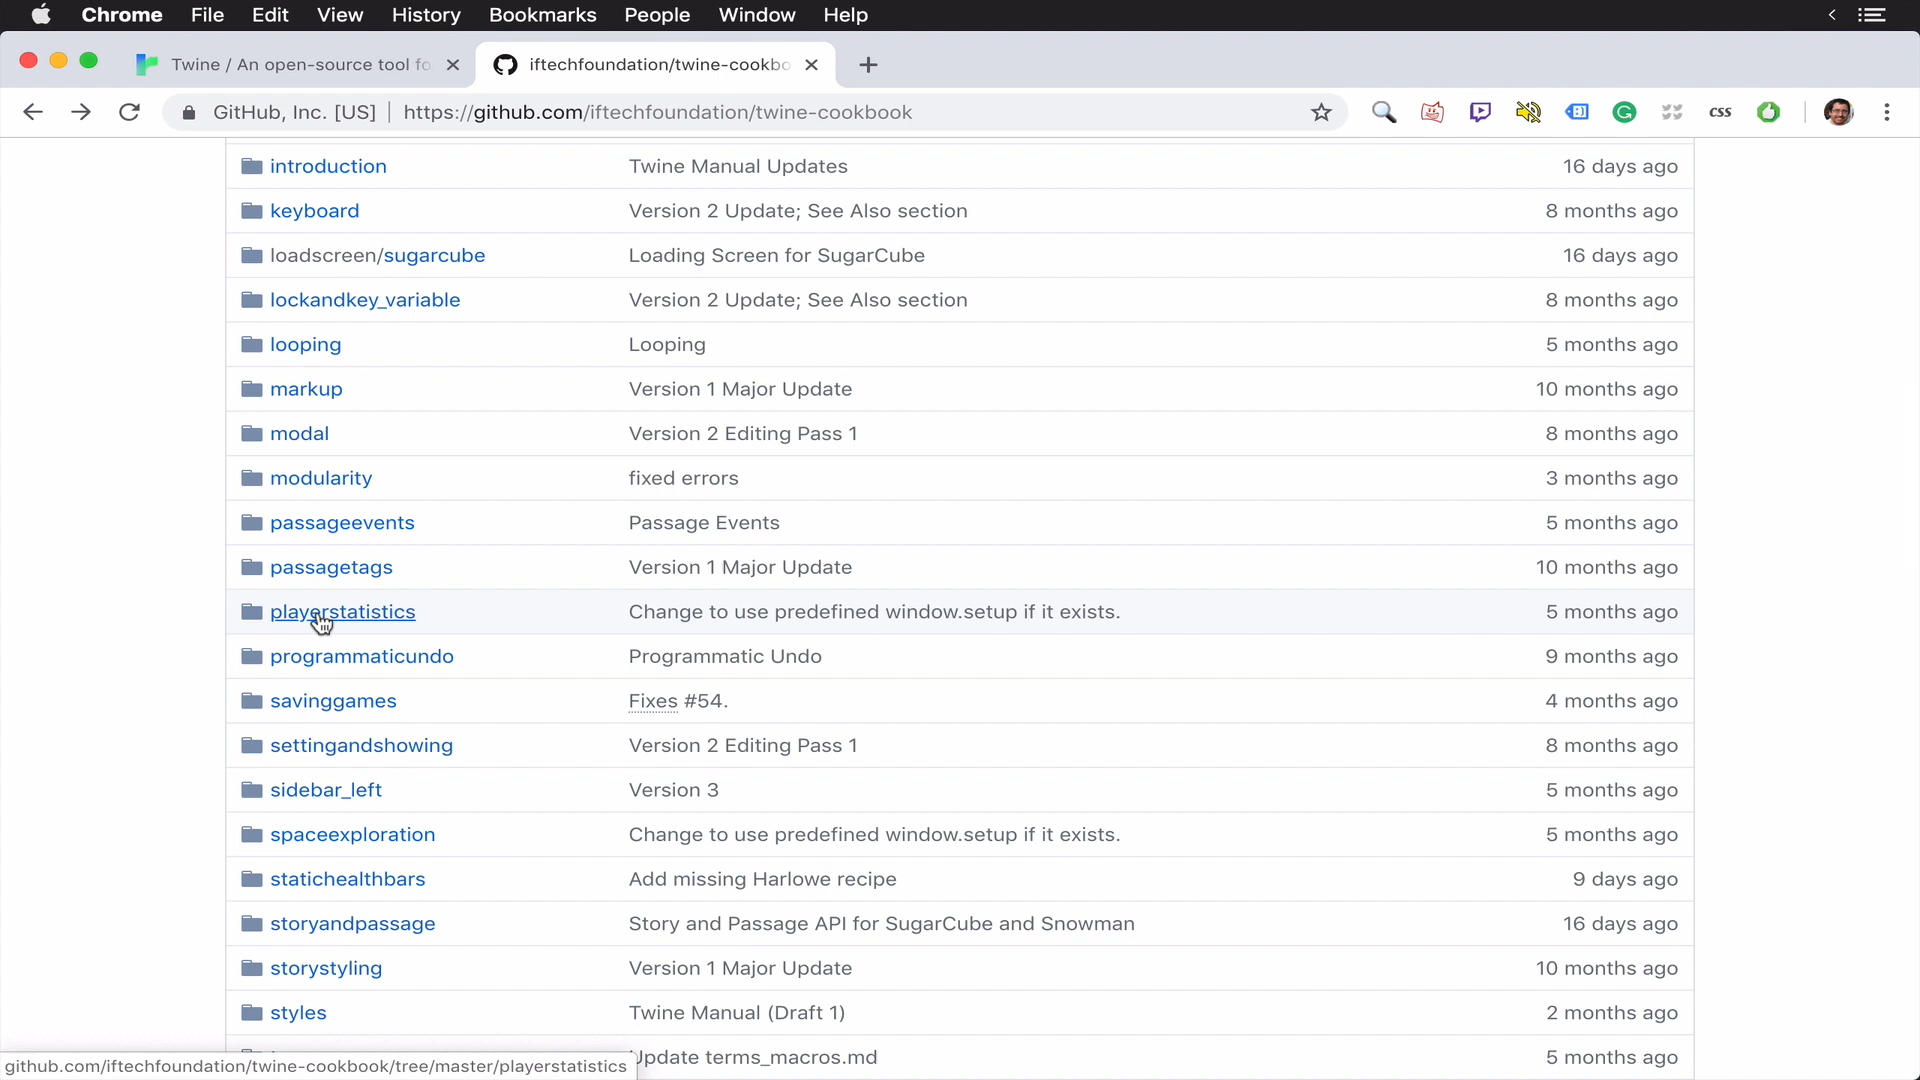 Chrome File Edit View History Bookmarks People Window Help
Twine / An open-source tool fo
iftechfoundation/twine-cookbo
GitHub, Inc. [US] | https://github.com/iftechfoundation/twine-cookbook
css
introduction Twine Manual Updates 16 days ago
keyboard Version 2 Update; See Also section 8 months ago
loadscreen/sugarcube Loading Screen for SugarCube 16 days ago
lockandkey_variable Version 2 Update; See Also section 8 months ago
looping Looping 5 months ago
markup Version 1 Major Update 10 months ago
modal Version 2 Editing Pass 1 8 months ago
modularity fixed errors 3 months ago
passageevents Passage Events 5 months ago
passagetags Version 1 Major Update 10 months ago
playerstatistics Change to use predefined window.setup if it exists. 5 months ago
programmaticundo Programmatic Undo 9 months ago
savinggames Fixes #54. 4 months ago
settingandshowing Version 2 Editing Pass 1 8 months ago
sidebar_left Version 3 5 months ago
spaceexploration Change to use predefined window.setup if it exists. 5 months ago
statichealthbars Add missing Harlowe recipe 9 days ago
storyandpassage Story and Passage API for SugarCube and Snowman 16 days ago
storystyling Version 1 Major Update 10 months ago
styles Twine Manual (Draft 1) 2 months ago
Update terms_macros.md 5 months ago
github.com/iftechfoundation/twine-cookbook/tree/master/playerstatistics